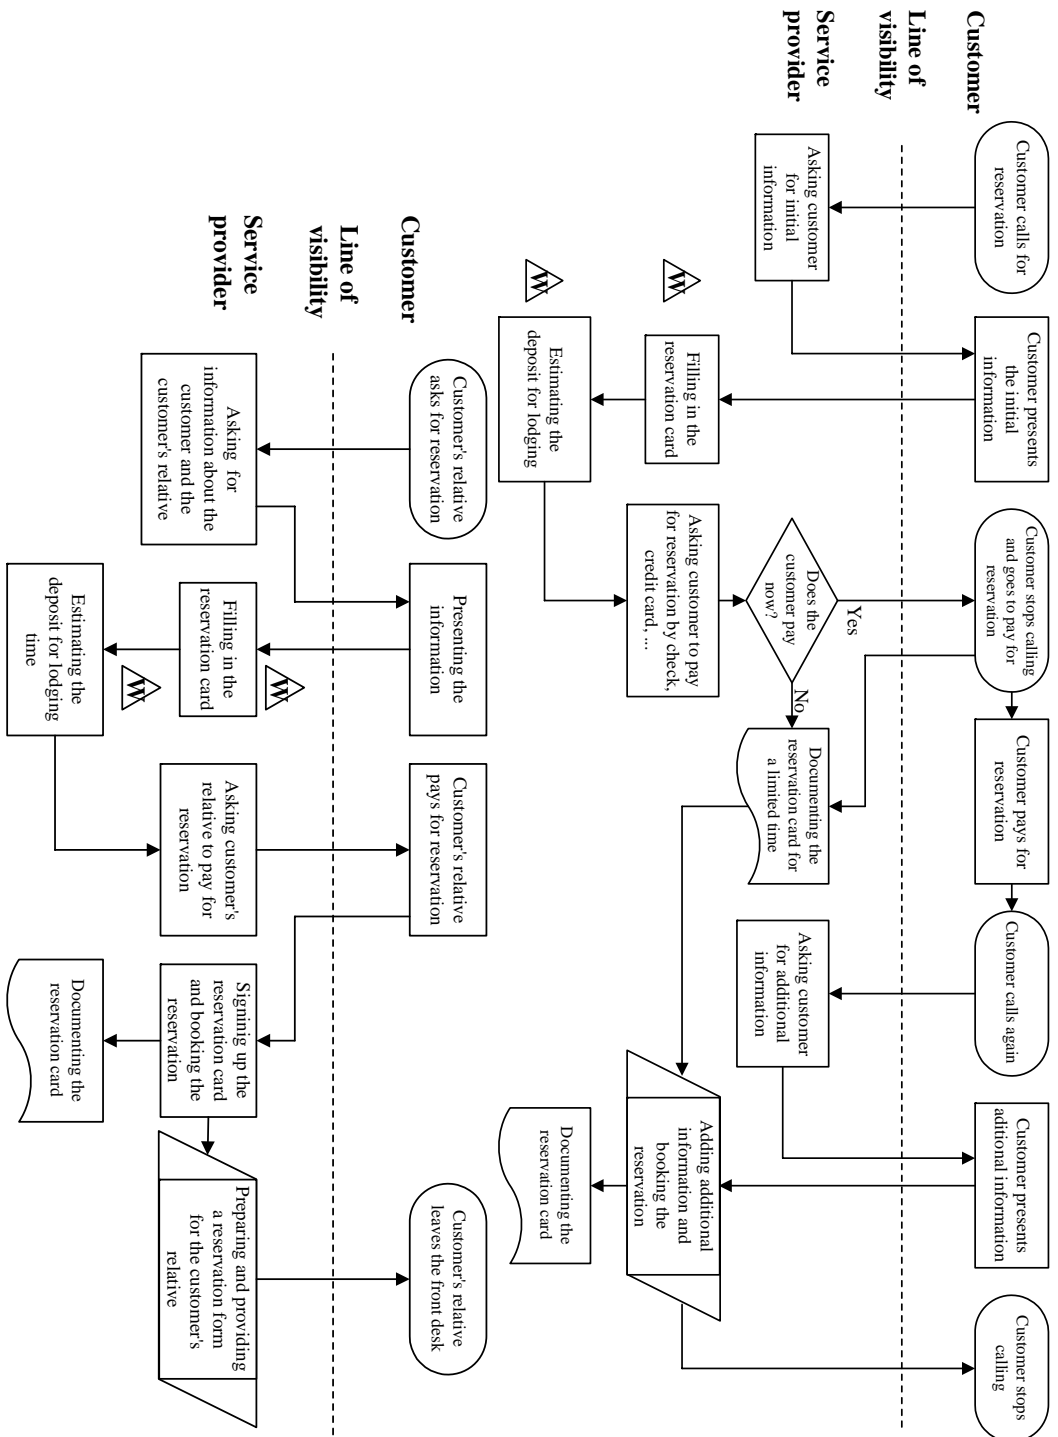 Customer
Line of
visibility
Service
provider
Customer calls for
reservation
Asking customer
for initial
information
Customer presents
the initial
information
W
Filling in the
reservation card
W
Estimating the
deposit for lodging
Customer stops calling
and goes to pay for
reservation
Does the
customer pay
now?
Yes
No
Asking customer to pay
for reservation by check,
credit card, ...
Customer pays for
reservation
Documenting the
reservation card for
a limited time
Customer calls again
Asking customer
for additional
information
Customer presents
aditional information
Adding additional
information and
booking the
reservation
Documenting the
reservation card
Customer stops
calling
Customer
Line of
visibility
Service
provider
Customer's relative
asks for reservation
Asking for
information about the
customer and the
customer's relative
Presenting the
information
W
Filling in the
reservation card
W
Estimating the
deposit for lodging
time
Customer's relative
pays for reservation
Asking customer's
relative to pay for
reservation
Signinig up the
reservation card
and booking the
reservation
Documenting the
reservation card
Preparing and providing
a reservation form
for the customer's
relative
Customer's relative
leaves the front desk